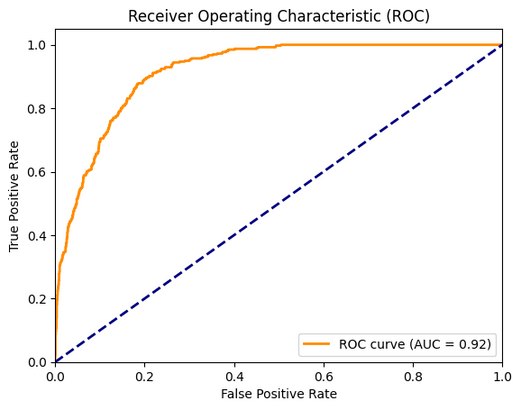 Receiver Operating Characteristic (ROC)
1.0
0.8
0.6
0.4
0.2
0.0
True Positive Rate
ROC curve (AUC = 0.92)
0.0 0.2 0.4 0.6 0.8 1.0
False Positive Rate